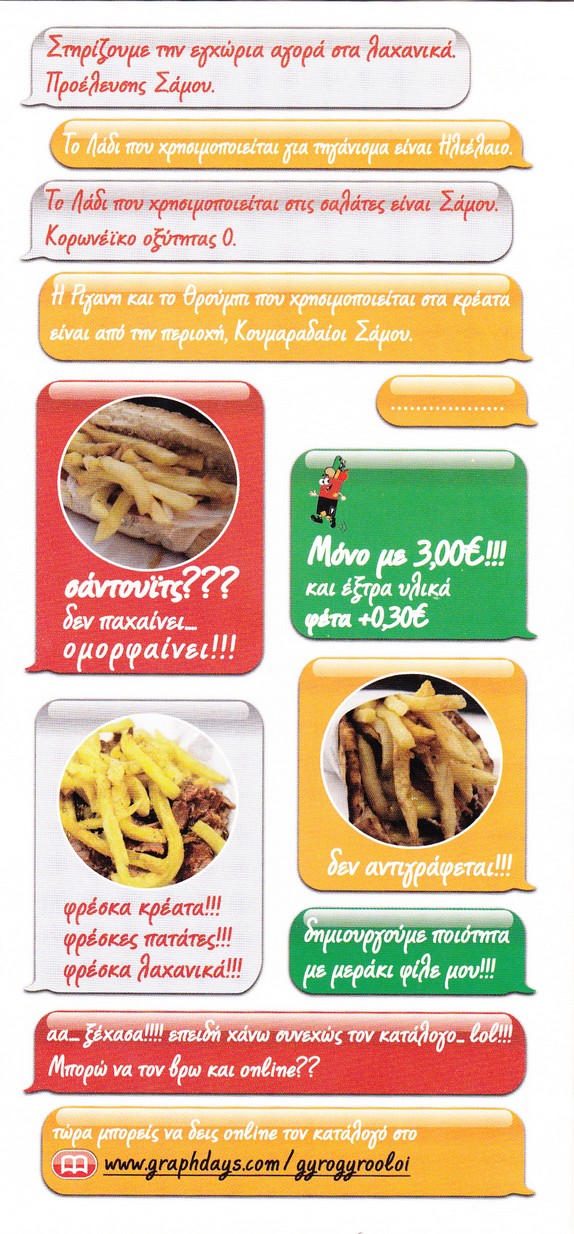 Στηρίζουμε την εγχώρια αγορά στα λαχανικά.
Προέλευσης Σάμου.
Το Λάδι που χρησιμοποιείται για τηγάνισμα είναι Ηλιέλαιο.
Το Λάδι που χρησιμοποιείται στις σαλάτες είναι Σάμου.
Κορωνέϊκο οξύτητας 0.
Η Ρίγανη και το Θρούμπι που χρησιμοποιείται στα κρέατα
είναι από την περιοχή, Κουμαραδαίοι Σάμου.
..................
σάντουϊτς???
δεν παχαίνει...
ομορφαίνει!!!
Μόνο με 3,00€!!!
και έξτρα υλικά
φέτα +0,30€
δεν αντιγράφεται!!!
φρέσκα κρέατα!!!
φρέσκες πατάτες!!!
φρέσκα λαχανικά!!!
δημιουργούμε ποιότητα
με μεράκι φίλε μου!!!
αα... ξέχασα!!!! επειδή χάνω συνεχώς τον κατάλογο... lol!!!
Μπορώ να τον βρω και online??
τώρα μπορείς να δεις online τον κατάλογό στο
www.graphdays.com/gyrogyrooloi